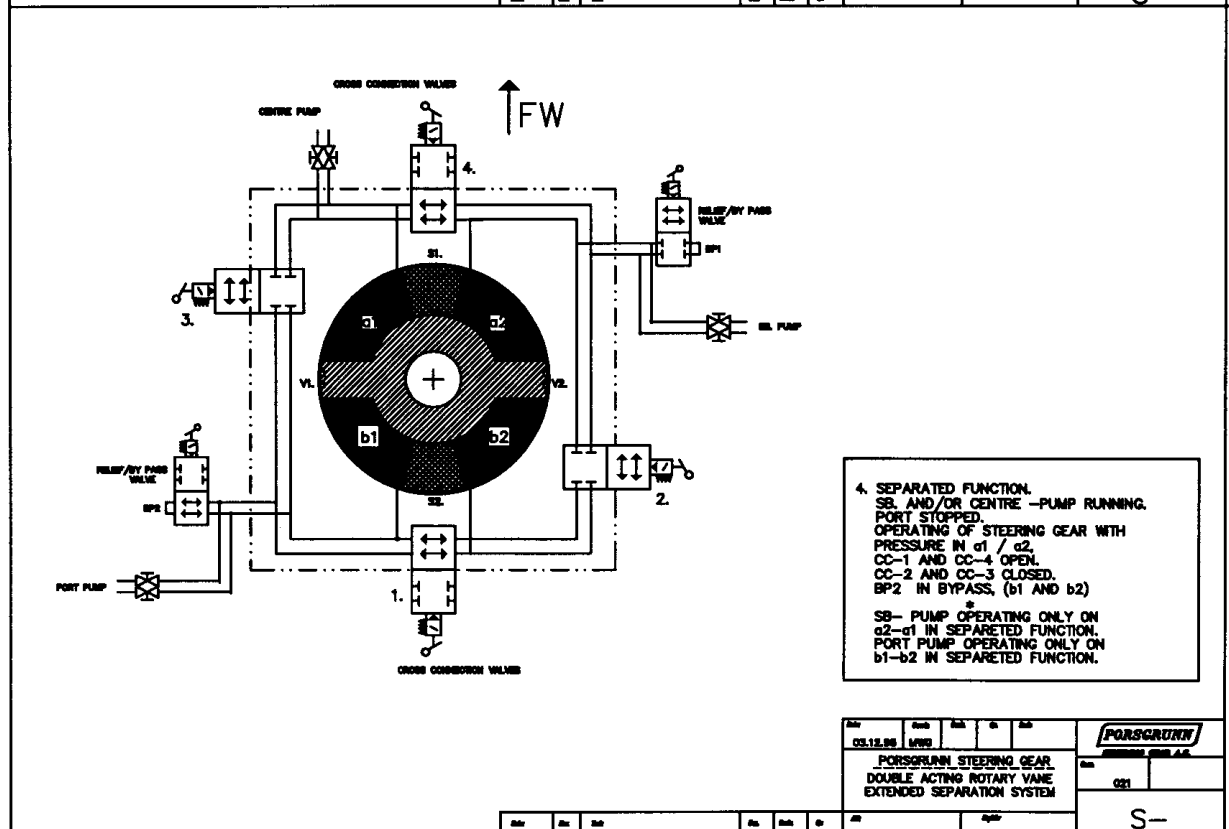 CROSS CONNECTION VALVES
CENTRE PUMP
FW
4.
RELIEF/BY PASS
VALVE
BP1
S1.
3.
a1
a2
SB. PUMP
V1.
V2.
b1
b2
RELIEF/BY PASS
VALVE
BP2
S2.
2.
PORT PUMP
1.
CROSS CONNECTION VALVES
4. SEPARATED FUNCTION.
SB. AND/OR CENTRE -PUMP RUNNING.
PORT STOPPED.
OPERATING OF STEERING GEAR WITH
PRESSURE IN a1 / a2,
CC-1 AND CC-4 OPEN.
CC-2 AND CC-3 CLOSED.
BP2 IN BYPASS, (b1 AND b2)
*
SB- PUMP OPERATING ONLY ON
a2-a1 IN SEPARETED FUNCTION.
PORT PUMP OPERATING ONLY ON
b1-b2 IN SEPARETED FUNCTION.
PORSGRUNN
PORSGRUNN STEERING GEAR
DOUBLE ACTING ROTARY VANE
EXTENDED SEPARATION SYSTEM
021
S-